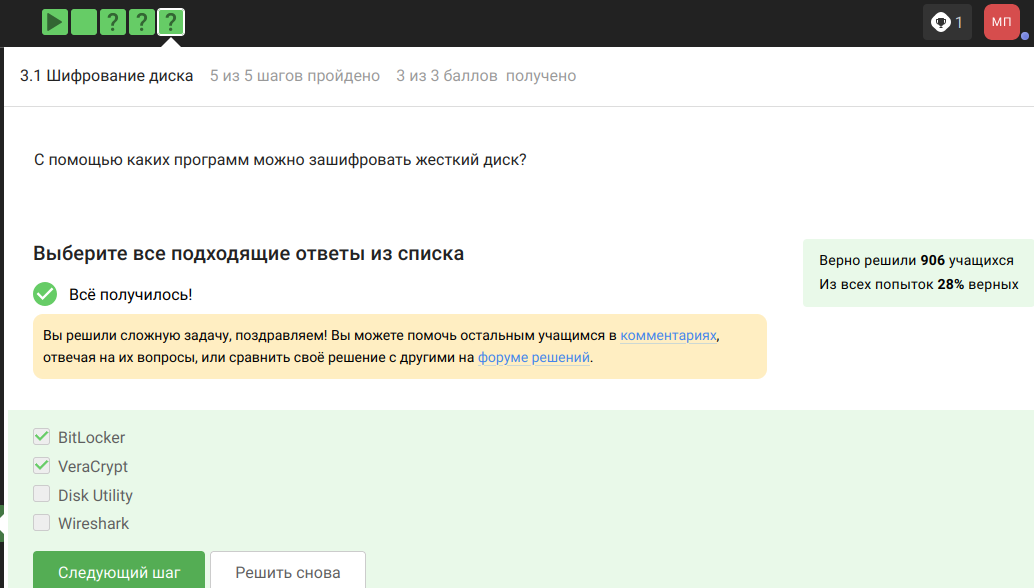 ? ? ?
1
МП
3.1 Шифрование диска 5 из 5 шагов пройдено 3 из 3 баллов получено
С помощью каких программ можно зашифровать жесткий диск?
Выберите все подходящие ответы из списка
Верно решили 906 учащихся
Из всех попыток 28% верных
Всё получилось!
Вы решили сложную задачу, поздравляем! Вы можете помочь остальным учащимся в комментариях,
отвечая на их вопросы, или сравнить своё решение с другими на форуме решений.
BitLocker
VeraCrypt
Disk Utility
Wireshark
Следующий шаг Решить снова